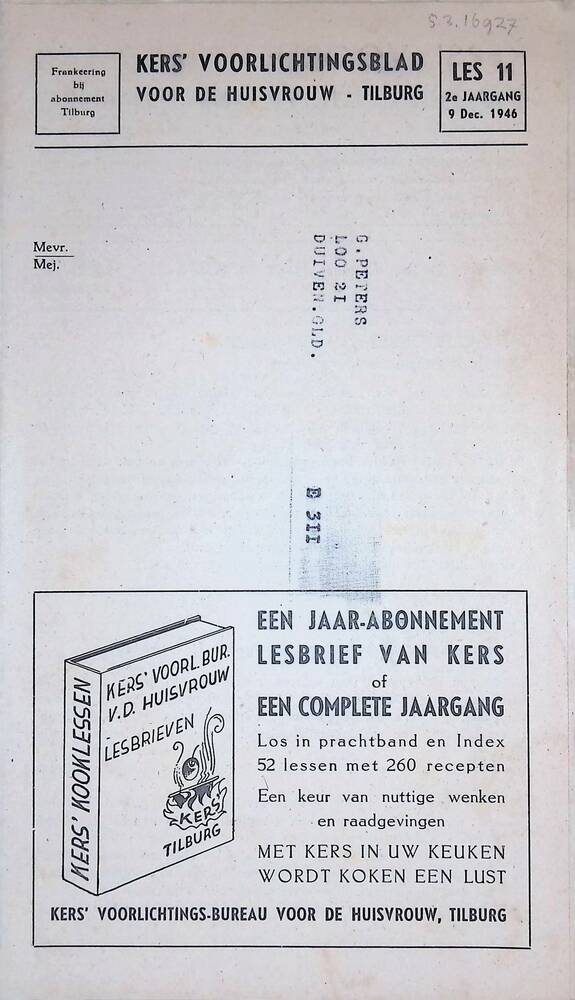 S.3.16927
Frankeering
bij
abonnement
Tilburg
KERS' VOORLICHTINGSBLAD
VOOR DE HUISVROUW - TILBURG
LES 11
2e JAARGANG
9 Dec. 1946
Mevr.
Mej.
G. PETERS
LOO 2I
DUIVEN. GLD.
E 3II
KERS' KOOKLESSEN
KERS' VOORL. BUR.
V. D. HUISVROUW
LESBRIEVEN
KERS'
TILBURG
EEN JAAR-ABONNEMENT
LESBRIEF VAN KERS
of
EEN COMPLETE JAARGANG
Los in prachtband en Index
52 lessen met 260 recepten
Een keur van nuttige wenken
en raadgevingen
MET KERS IN UW KEUKEN
WORDT KOKEN EEN LUST
KERS' VOORLICHTINGS-BUREAU VOOR DE HUISVROUW, TILBURG